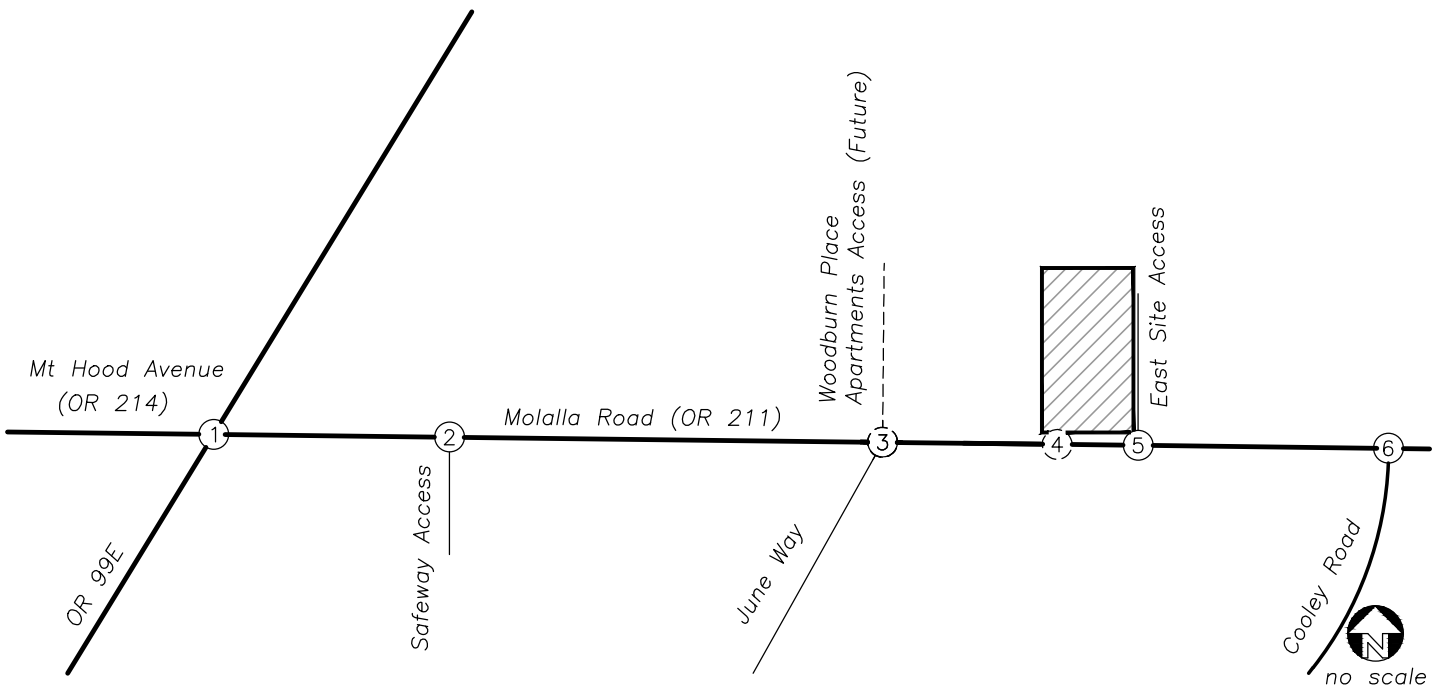 Woodburn Place
Apartments Access (Future)
East Site Access
Mt Hood Avenue
(OR 214)
Molalla Road (OR 211)
1
2
3
4
5
6
OR 99E
Safeway Access
June Way
Cooley Road
N
no scale